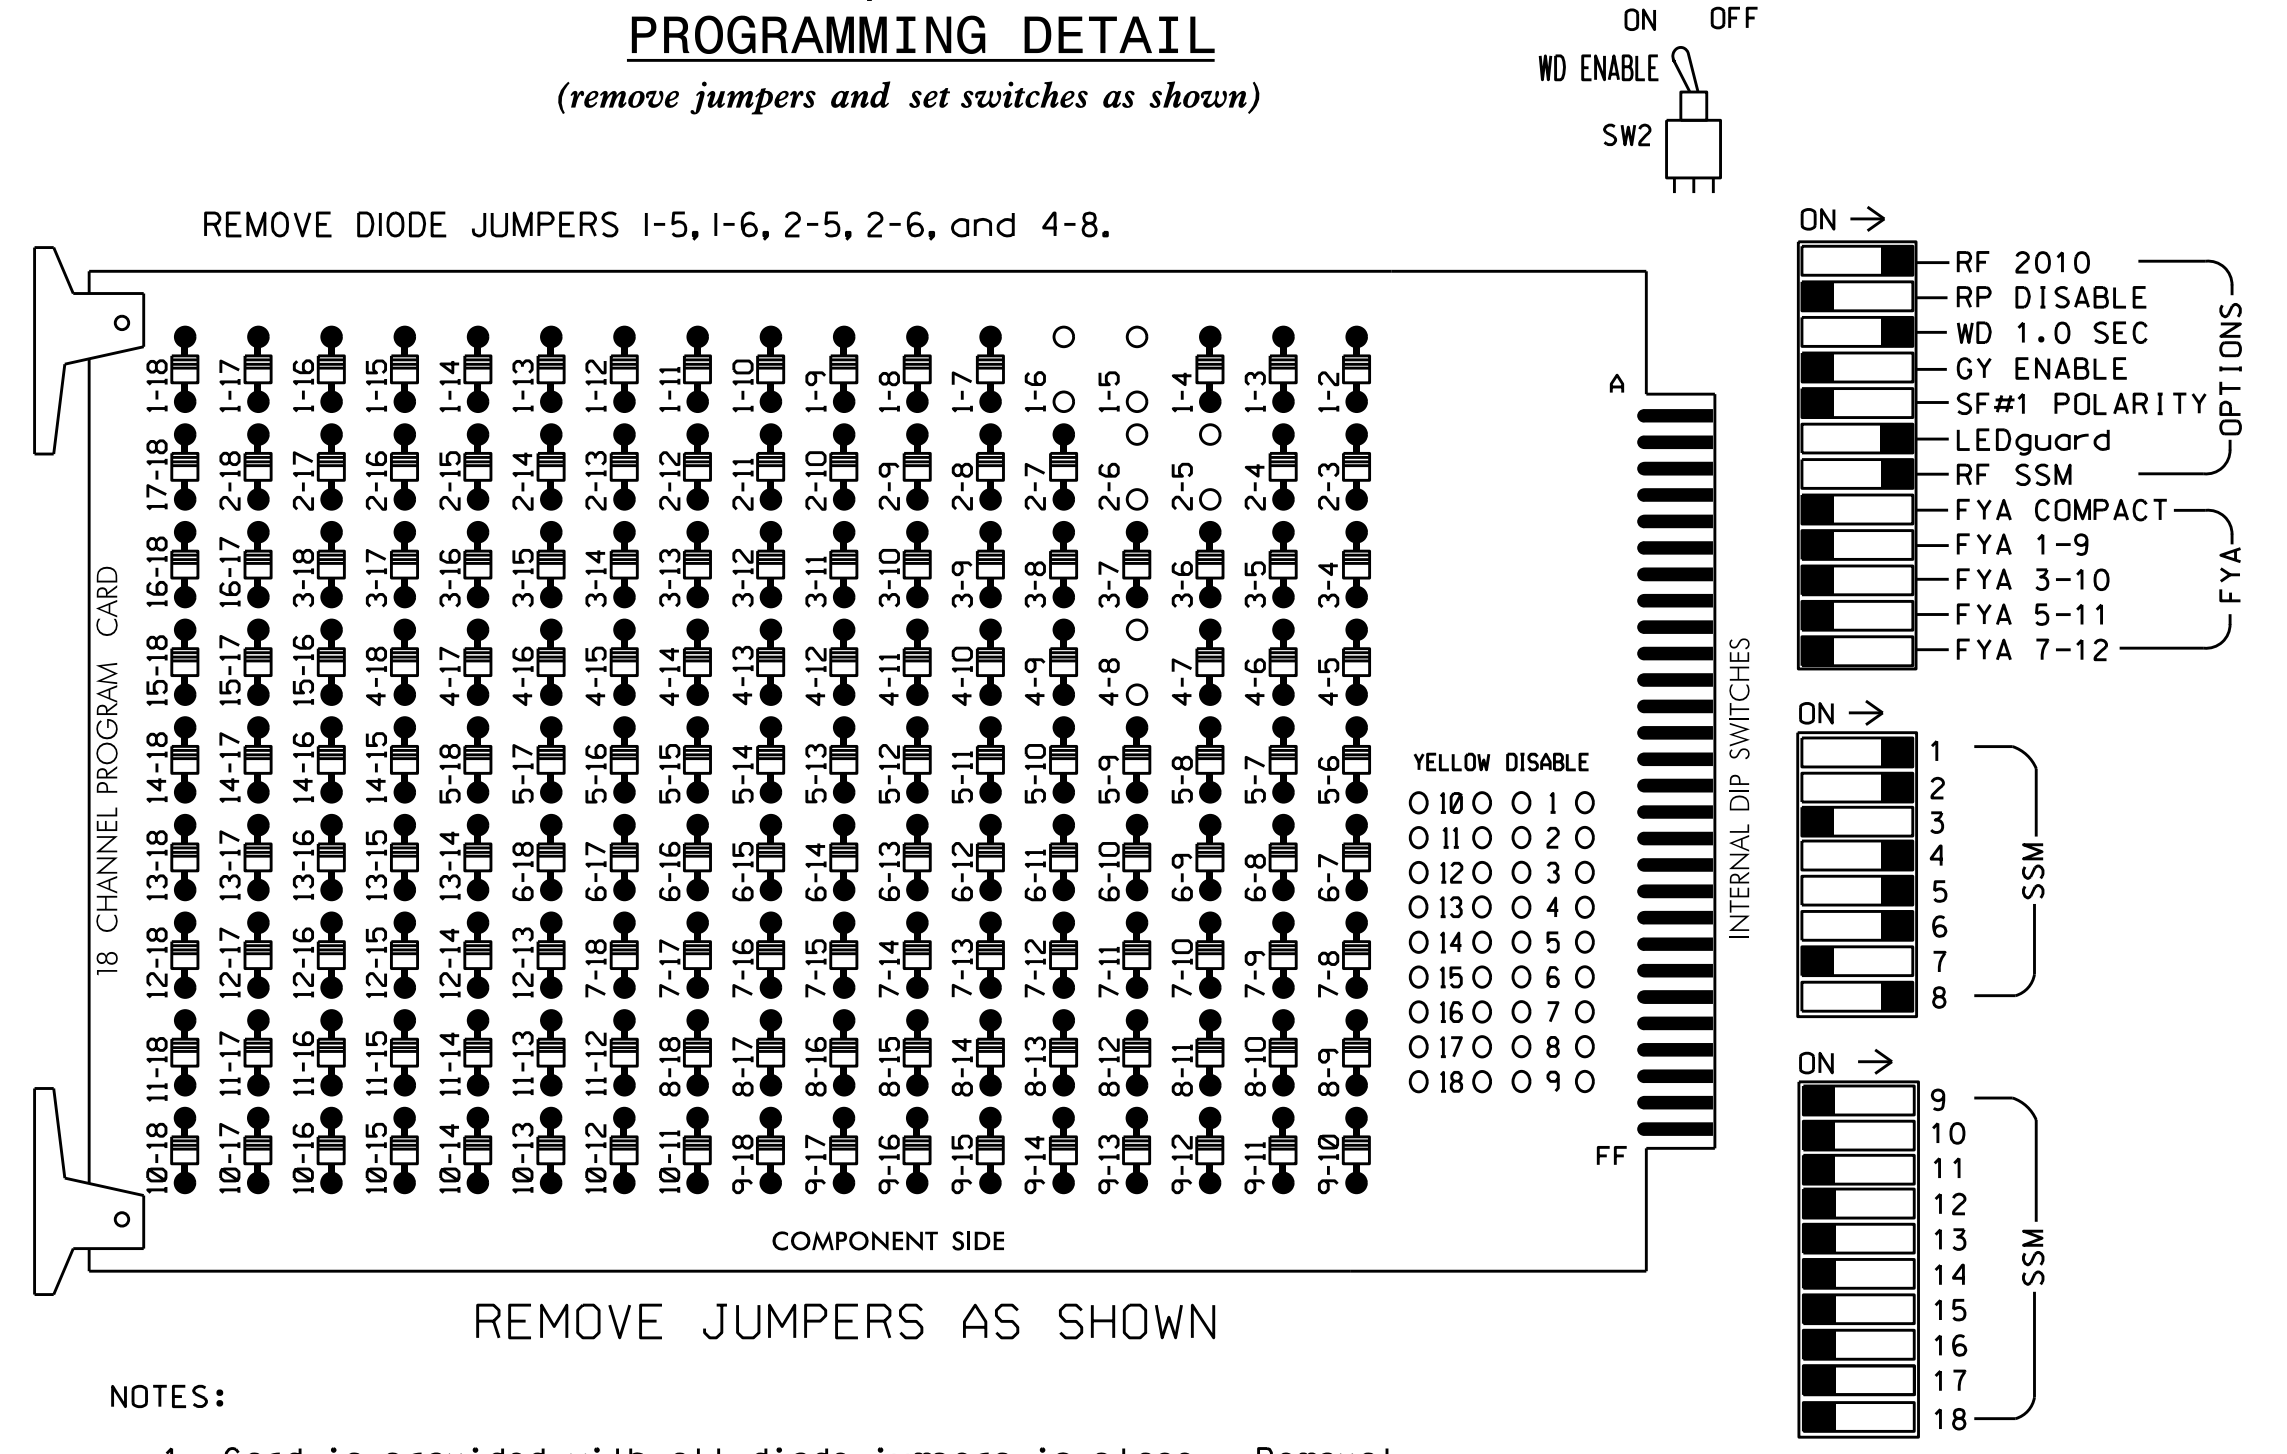 PROGRAMMING DETAIL
(remove jumpers and set switches as shown)
ON OFF
WD ENABLE
SW2
REMOVE DIODE JUMPERS 1-5, 1-6, 2-5, 2-6, and 4-8.
18 CHANNEL PROGRAM CARD
1-18 1-17 1-16 1-15 1-14 1-13 1-12 1-11 1-10 1-9 1-8 1-7 1-6 1-5 1-4 1-3 1-2
17-18 2-18 2-17 2-16 2-15 2-14 2-13 2-12 2-11 2-10 2-9 2-8 2-7 2-6 2-5 2-4 2-3
16-18 16-17 3-18 3-17 3-16 3-15 3-14 3-13 3-12 3-11 3-10 3-9 3-8 3-7 3-6 3-5 3-4
15-18 15-17 15-16 4-18 4-17 4-16 4-15 4-14 4-13 4-12 4-11 4-10 4-9 4-8 4-7 4-6 4-5
14-18 14-17 14-16 14-15 5-18 5-17 5-16 5-15 5-14 5-13 5-12 5-11 5-10 5-9 5-8 5-7 5-6
13-18 13-17 13-16 13-15 13-14 6-18 6-17 6-16 6-15 6-14 6-13 6-12 6-11 6-10 6-9 6-8 6-7
12-18 12-17 12-16 12-15 12-14 12-13 7-18 7-17 7-16 7-15 7-14 7-13 7-12 7-11 7-10 7-9 7-8
11-18 11-17 11-16 11-15 11-14 11-13 11-12 8-18 8-17 8-16 8-15 8-14 8-13 8-12 8-11 8-10 8-9
10-18 10-17 10-16 10-15 10-14 10-13 10-12 10-11 9-18 9-17 9-16 9-15 9-14 9-13 9-12 9-11 9-10
A
YELLOW DISABLE
10 1
11 2
12 3
13 4
14 5
15 6
16 7
17 8
18 9
FF
COMPONENT SIDE
INTERNAL DIP SWITCHES
ON →
RF 2010
RP DISABLE
WD 1.0 SEC
GY ENABLE
SF#1 POLARITY
LEDguard
RF SSM
OPTIONS
FYA COMPACT
FYA 1-9
FYA 3-10
FYA 5-11
FYA 7-12
FYA
ON →
1
2
3
4
5
6
7
8
SSM
ON →
9
10
11
12
13
14
15
16
17
18
SSM
REMOVE JUMPERS AS SHOWN
NOTES: